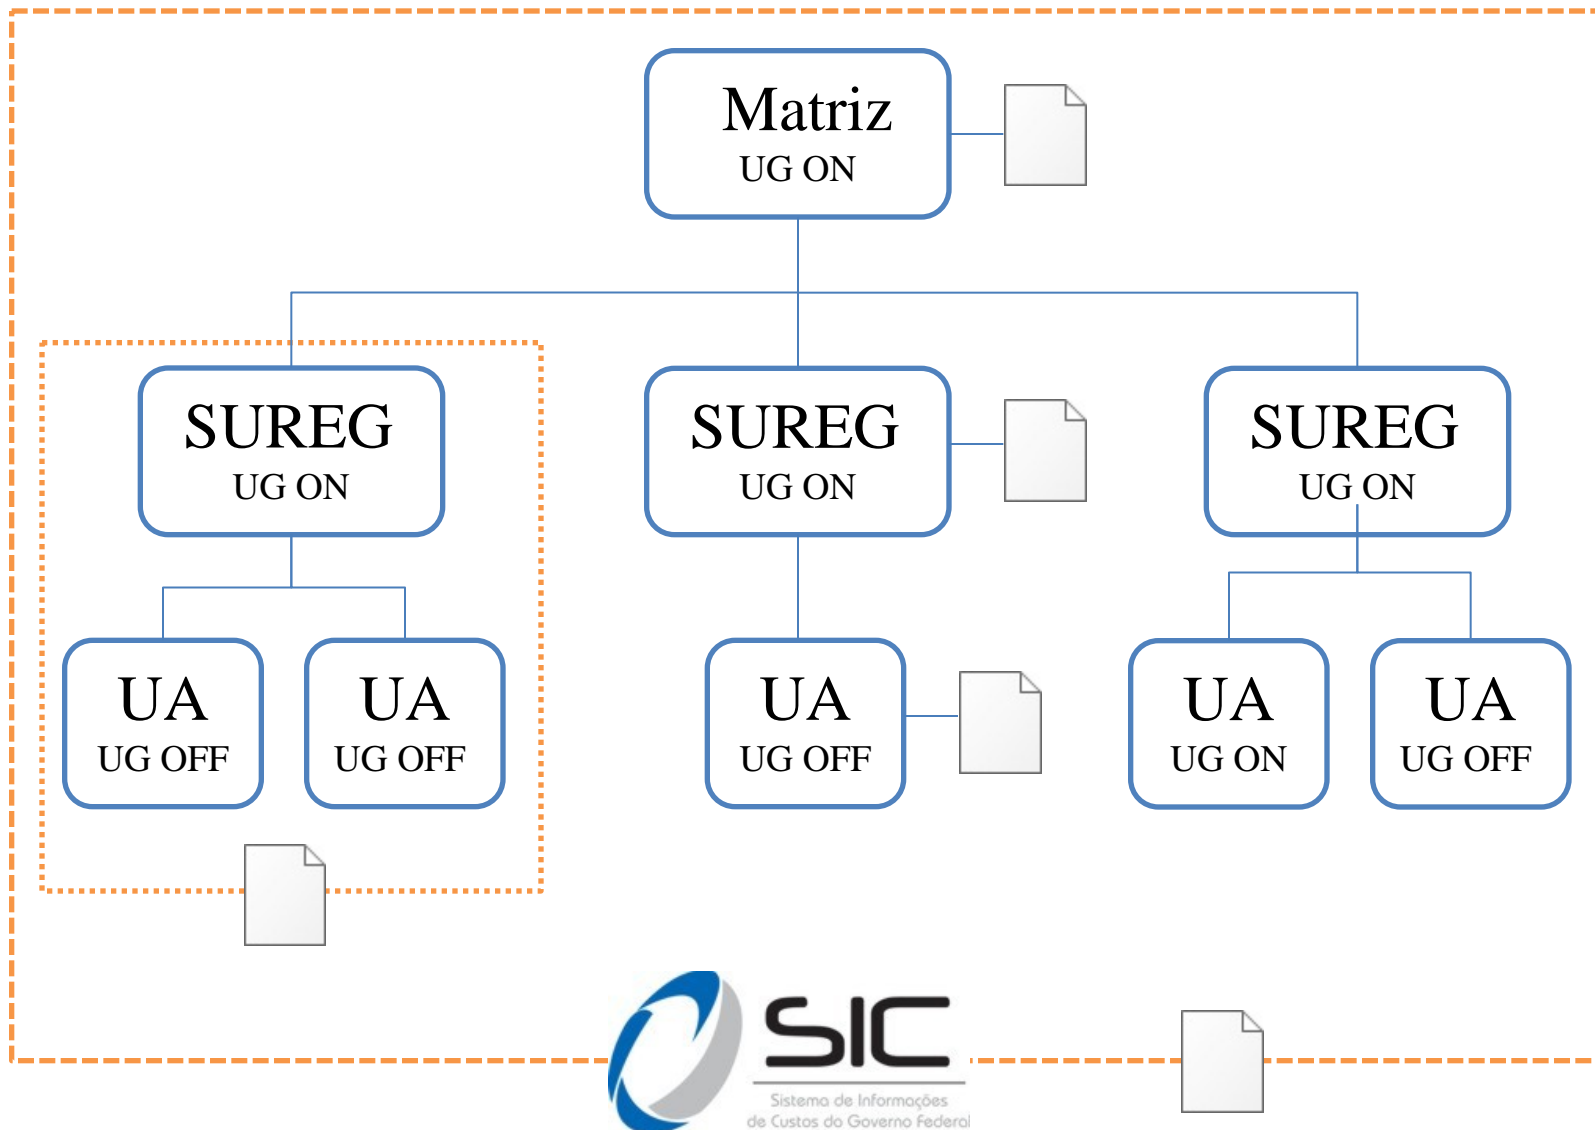 Matriz
UG ON
SUREG
UG ON
SUREG
UG ON
SUREG
UG ON
UA
UG OFF
UA
UG OFF
UA
UG OFF
UA
UG ON
UA
UG OFF
SIC
Sistema de Informações
de Custos do Governo Federal